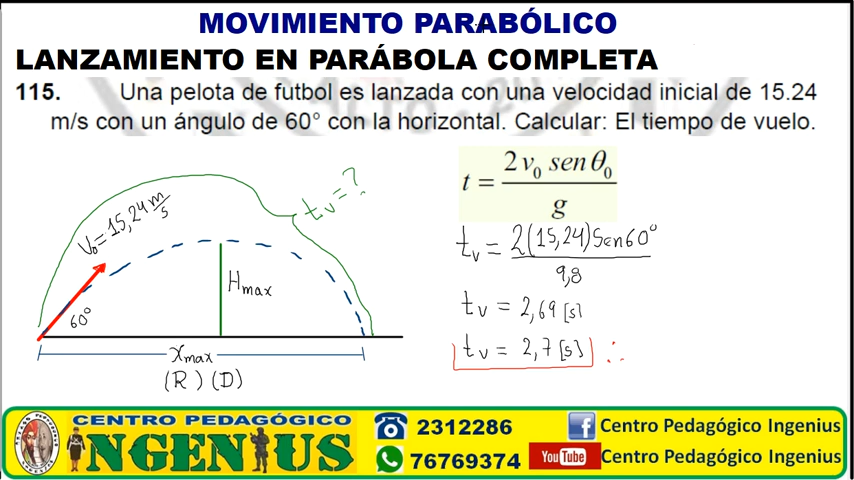 MOVIMIENTO PARABÓLICO
LANZAMIENTO EN PARÁBOLA COMPLETA
115. Una pelota de futbol es lanzada con una velocidad inicial de 15.24
m/s con un ángulo de 60° con la horizontal. Calcular: El tiempo de vuelo.
V₀=15,24 m/s
tv=?
60°
Hmax
Xmax
(R) (D)
t = 2 v₀ sen θ₀ / g
tv = 2(15,24)Sen60° / 9,8
tv = 2,69 [s]
tv = 2,7 [s] ∴
CENTRO PEDAGÓGICO
INGENIUS
2312286
76769374
f Centro Pedagógico Ingenius
YouTube Centro Pedagógico Ingenius